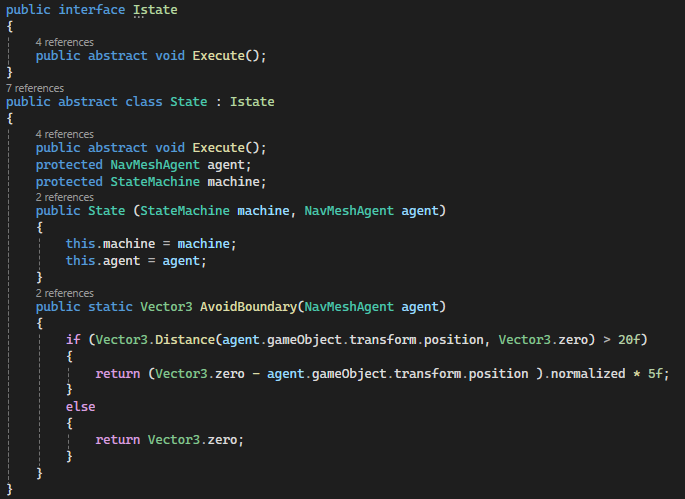 public interface Istate
{
4 references
public abstract void Execute();
}
7 references
public abstract class State : Istate
{
4 references
public abstract void Execute();
protected NavMeshAgent agent;
protected StateMachine machine;
2 references
public State (StateMachine machine, NavMeshAgent agent)
{
this.machine = machine;
this.agent = agent;
}
2 references
public static Vector3 AvoidBoundary(NavMeshAgent agent)
{
if (Vector3.Distance(agent.gameObject.transform.position, Vector3.zero) > 20f)
{
return (Vector3.zero - agent.gameObject.transform.position ).normalized * 5f;
}
else
{
return Vector3.zero;
}
}
}